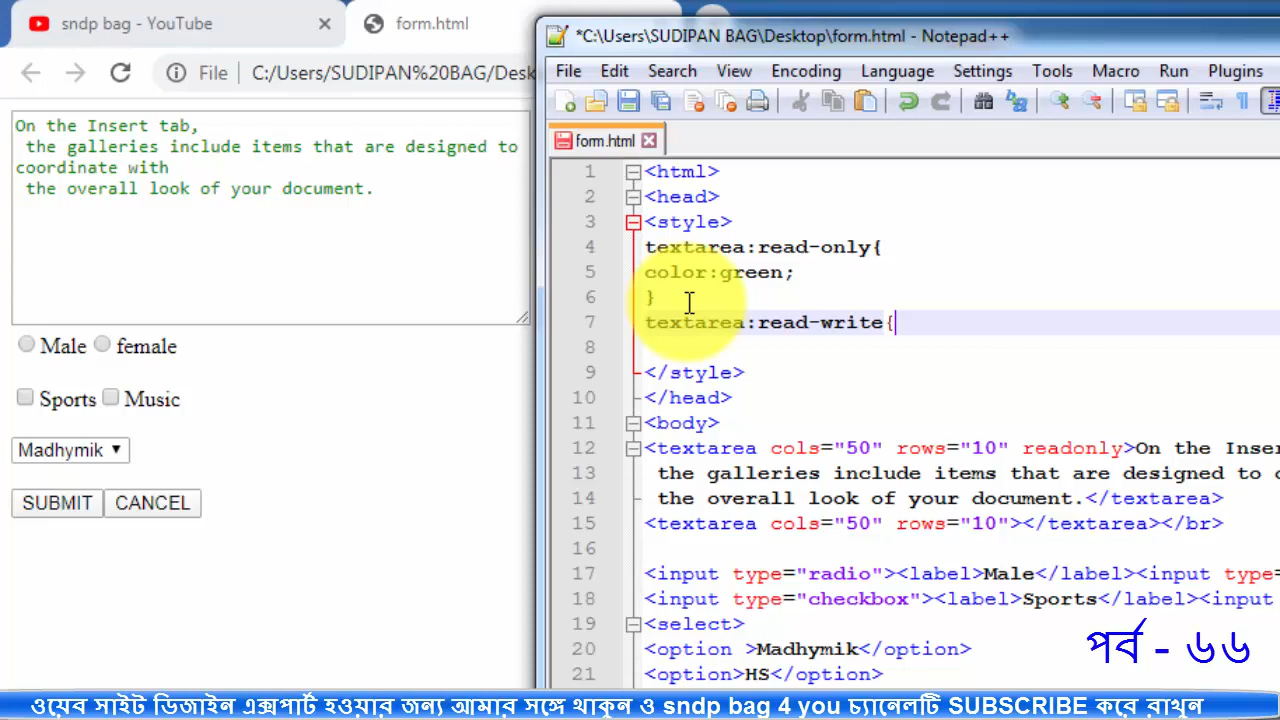 sndp bag - YouTube
form.html
File C:/Users/SUDIPAN%20BAG/Desk
On the Insert tab,
the galleries include items that are designed to
coordinate with
the overall look of your document.
Male female
Sports Music
Madhymik
SUBMIT CANCEL
*C:\Users\SUDIPAN BAG\Desktop\form.html - Notepad++
File Edit Search View Encoding Language Settings Tools Macro Run Plugins
form.html
1 <html>
2 <head>
3 <style>
4 textarea:read-only{
5 color:green;
6 }
7 textarea:read-write{
8
9 </style>
10 </head>
11 <body>
12 <textarea cols="50" rows="10" readonly>On the Inser
13 the galleries include items that are designed to c
14 the overall look of your document.</textarea>
15 <textarea cols="50" rows="10"></textarea></br>
16
17 <input type="radio"><label>Male</label><input type=
18 <input type="checkbox"><label>Sports</label><input
19 <select>
20 <option >Madhymik</option>
21 <option>HS</option>
পর্ব - ৬৬
ওয়েব সাইট ডিজাইন এক্সপার্ট হওয়ার জন্য আমার সঙ্গে থাকুন ও sndp bag 4 you চ্যানেলটি SUBSCRIBE করে রাখুন